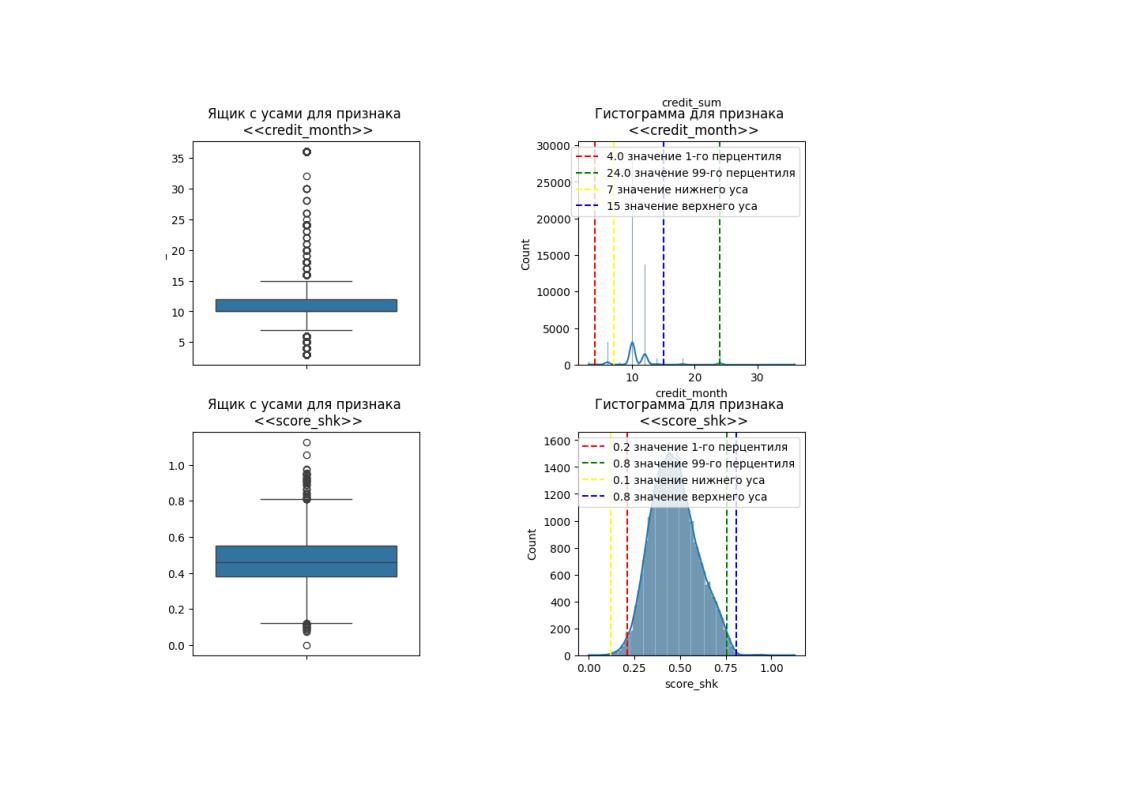 credit_sum
Ящик с усами для признака
<<credit_month>>
35
30
25
20
15
10
5
Гистограмма для признака
<<credit_month>>
30000
25000
20000
15000
10000
5000
0
Count
4.0 значение 1-го перцентиля
24.0 значение 99-го перцентиля
7 значение нижнего уса
15 значение верхнего уса
10 20 30
credit_month
Ящик с усами для признака
<<score_shk>>
1.0
0.8
0.6
0.4
0.2
0.0
Гистограмма для признака
<<score_shk>>
1600
1400
1200
1000
800
600
400
200
0
Count
0.2 значение 1-го перцентиля
0.8 значение 99-го перцентиля
0.1 значение нижнего уса
0.8 значение верхнего уса
0.00 0.25 0.50 0.75 1.00
score_shk